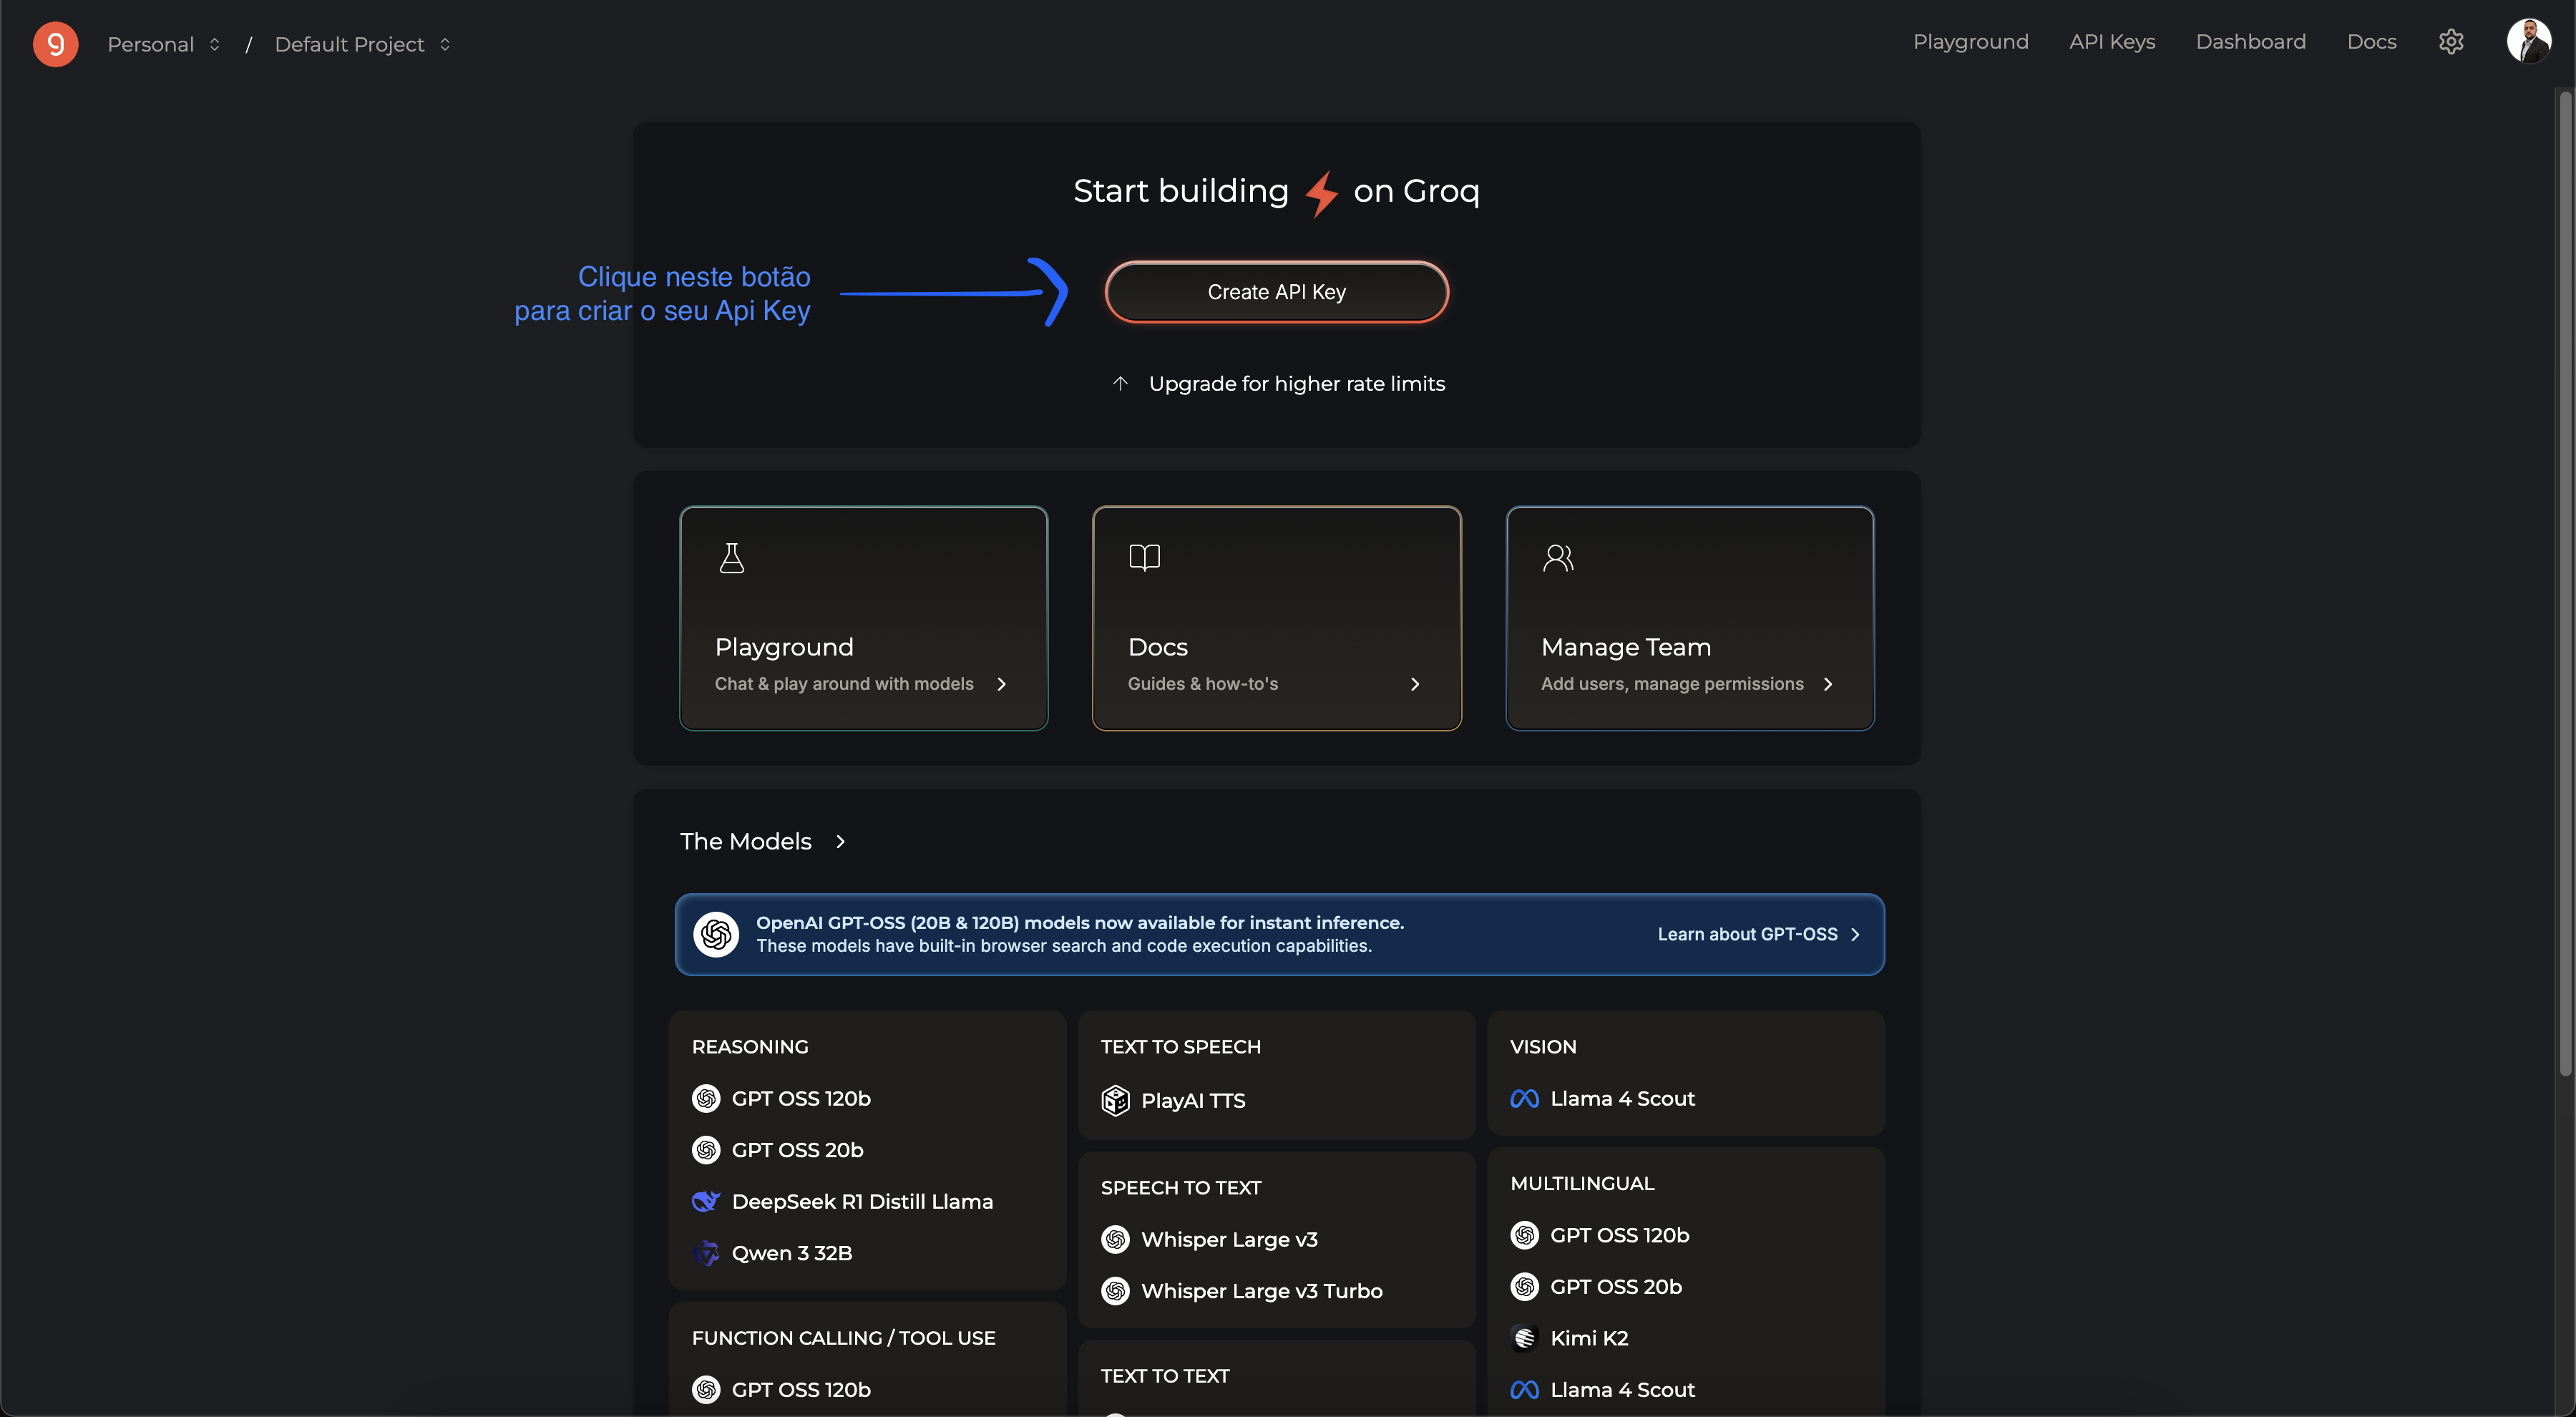 Personal / Default Project
Playground API Keys Dashboard Docs
Start building on Groq
Clique neste botão
para criar o seu Api Key
Create API Key
Upgrade for higher rate limits
Playground
Chat & play around with models
Docs
Guides & how-to's
Manage Team
Add users, manage permissions
The Models
OpenAI GPT-OSS (20B & 120B) models now available for instant inference.
These models have built-in browser search and code execution capabilities.
Learn about GPT-OSS
REASONING
GPT OSS 120b
GPT OSS 20b
DeepSeek R1 Distill Llama
Qwen 3 32B
FUNCTION CALLING / TOOL USE
GPT OSS 120b
TEXT TO SPEECH
PlayAI TTS
SPEECH TO TEXT
Whisper Large v3
Whisper Large v3 Turbo
TEXT TO TEXT
VISION
Llama 4 Scout
MULTILINGUAL
GPT OSS 120b
GPT OSS 20b
Kimi K2
Llama 4 Scout